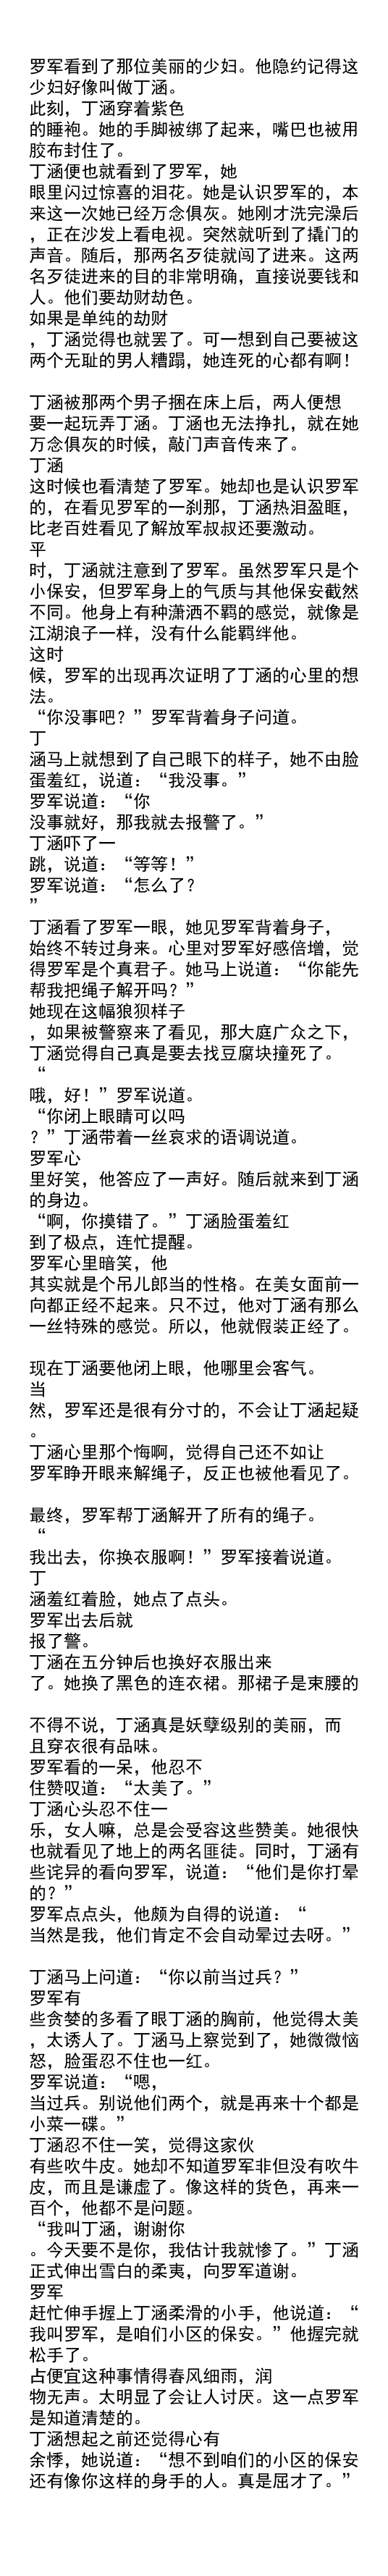 罗军看到了那位美丽的少妇。他隐约记得这
少妇好像叫做丁涵。
此刻，丁涵穿着紫色
的睡袍。她的手脚被绑了起来，嘴巴也被用
胶布封住了。
丁涵便也就看到了罗军，她
眼里闪过惊喜的泪花。她是认识罗军的，本
来这一次她已经万念俱灰。她刚才洗完澡后
，正在沙发上看电视。突然就听到了撬门的
声音。随后，那两名歹徒就闯了进来。这两
名歹徒进来的目的非常明确，直接说要钱和
人。他们要劫财劫色。
如果是单纯的劫财
，丁涵觉得也就罢了。可一想到自己要被这
两个无耻的男人糟蹋，她连死的心都有啊！
丁涵被那两个男子捆在床上后，两人便想
要一起玩弄丁涵。丁涵也无法挣扎，就在她
万念俱灰的时候，敲门声音传来了。
丁涵
这时候也看清楚了罗军。她却也是认识罗军
的，在看见罗军的一刹那，丁涵热泪盈眶，
比老百姓看见了解放军叔叔还要激动。
平
时，丁涵就注意到了罗军。虽然罗军只是个
小保安，但罗军身上的气质与其他保安截然
不同。他身上有种潇洒不羁的感觉，就像是
江湖浪子一样，没有什么能羁绊他。
这时
候，罗军的出现再次证明了丁涵的心里的想
法。
“你没事吧？”罗军背着身子问道。
丁
涵马上就想到了自己眼下的样子，她不由脸
蛋羞红，说道：“我没事。”
罗军说道：“你
没事就好，那我就去报警了。”
丁涵吓了一
跳，说道：“等等！”
罗军说道：“怎么了？
”
丁涵看了罗军一眼，她见罗军背着身子，
始终不转过身来。心里对罗军好感倍增，觉
得罗军是个真君子。她马上说道：“你能先
帮我把绳子解开吗？”
她现在这幅狼狈样子
，如果被警察来了看见，那大庭广众之下，
丁涵觉得自己真是要去找豆腐块撞死了。
“
哦，好！”罗军说道。
“你闭上眼睛可以吗
？”丁涵带着一丝哀求的语调说道。
罗军心
里好笑，他答应了一声好。随后就来到丁涵
的身边。
“啊，你摸错了。”丁涵脸蛋羞红
到了极点，连忙提醒。
罗军心里暗笑，他
其实就是个吊儿郎当的性格。在美女面前一
向都正经不起来。只不过，他对丁涵有那么
一丝特殊的感觉。所以，他就假装正经了。
现在丁涵要他闭上眼，他哪里会客气。
当
然，罗军还是很有分寸的，不会让丁涵起疑
。
丁涵心里那个悔啊，觉得自己还不如让
罗军睁开眼来解绳子，反正也被他看见了。
最终，罗军帮丁涵解开了所有的绳子。
“
我出去，你换衣服啊！”罗军接着说道。
丁
涵羞红着脸，她点了点头。
罗军出去后就
报了警。
丁涵在五分钟后也换好衣服出来
了。她换了黑色的连衣裙。那裙子是束腰的
不得不说，丁涵真是妖孽级别的美丽，而
且穿衣很有品味。
罗军看的一呆，他忍不
住赞叹道：“太美了。”
丁涵心头忍不住一
乐，女人嘛，总是会受容这些赞美。她很快
也就看见了地上的两名匪徒。同时，丁涵有
些诧异的看向罗军，说道：“他们是你打晕
的？”
罗军点点头，他颇为自得的说道：“
当然是我，他们肯定不会自动晕过去呀。”
丁涵马上问道：“你以前当过兵？”
罗军有
些贪婪的多看了眼丁涵的胸前，他觉得太美
，太诱人了。丁涵马上察觉到了，她微微恼
怒，脸蛋忍不住也一红。
罗军说道：“嗯，
当过兵。别说他们两个，就是再来十个都是
小菜一碟。”
丁涵忍不住一笑，觉得这家伙
有些吹牛皮。她却不知道罗军非但没有吹牛
皮，而且是谦虚了。像这样的货色，再来一
百个，他都不是问题。
“我叫丁涵，谢谢你
。今天要不是你，我估计我就惨了。”丁涵
正式伸出雪白的柔夷，向罗军道谢。
罗军
赶忙伸手握上丁涵柔滑的小手，他说道：“
我叫罗军，是咱们小区的保安。”他握完就
松手了。
占便宜这种事情得春风细雨，润
物无声。太明显了会让人讨厌。这一点罗军
是知道清楚的。
丁涵想起之前还觉得心有
余悸，她说道：“想不到咱们的小区的保安
还有像你这样的身手的人。真是屈才了。”